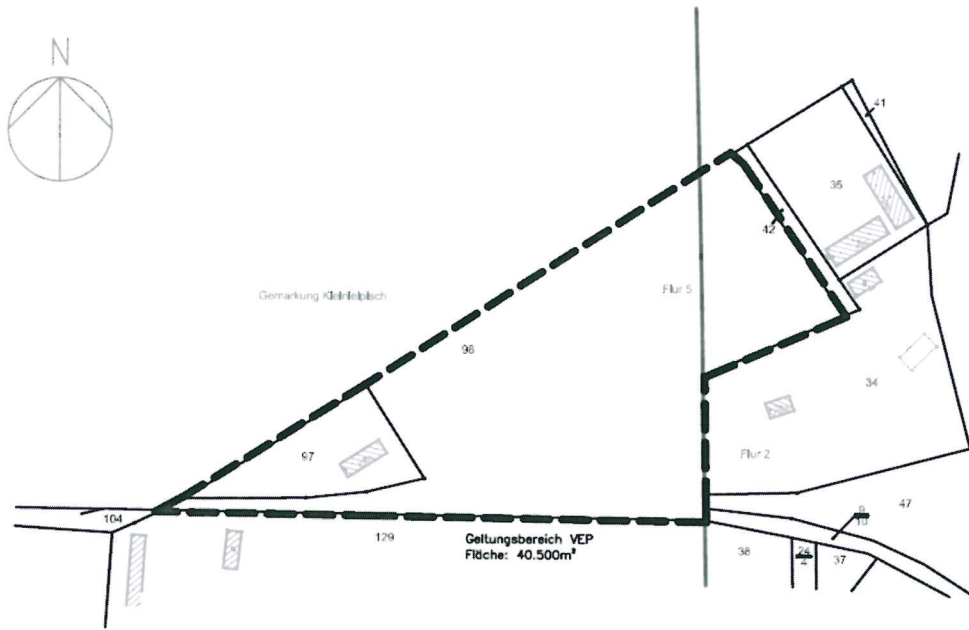 N
41
35
42
Gemarkung Kleinleipisch
Flur 5
98
34
97
Flur 2
47
104
129
Geltungsbereich VEP
Fläche: 40.500m²
38
24
4
37
9
10